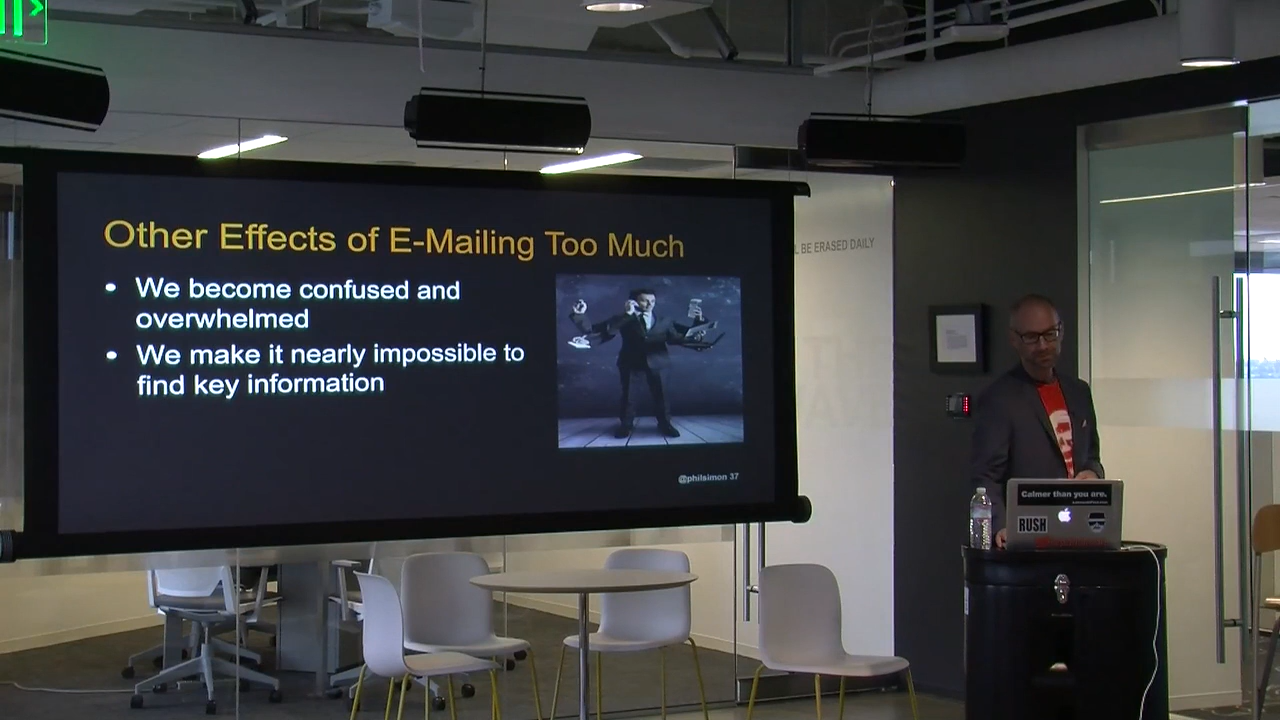 Other Effects of E-Mailing Too Much
• We become confused and
overwhelmed
• We make it nearly impossible to
find key information
@philsimon 37
BE ERASED DAILY
Calmer than you are.
RUSH